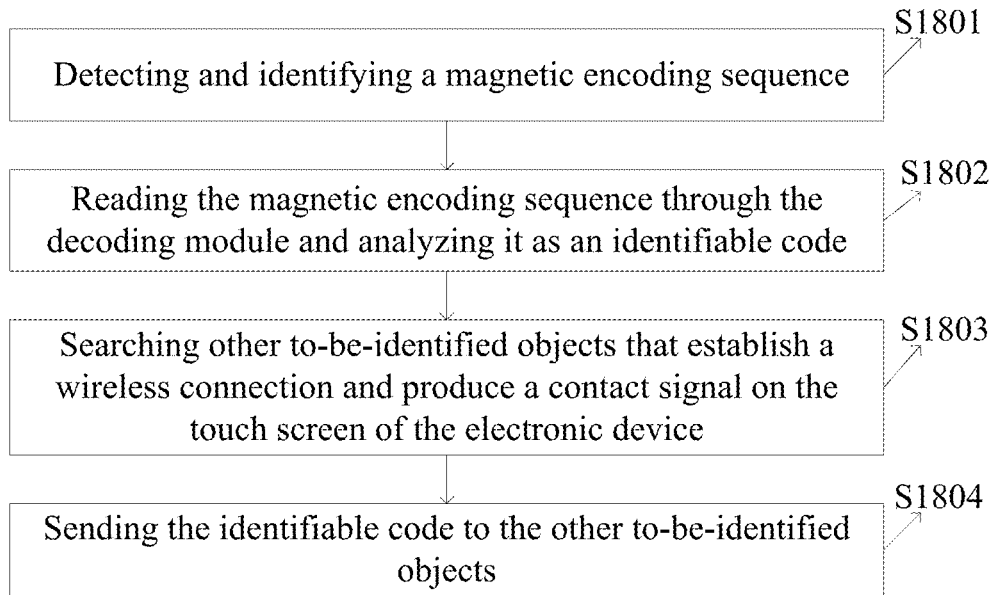 S1801
Detecting and identifying a magnetic encoding sequence
S1802
Reading the magnetic encoding sequence through the
decoding module and analyzing it as an identifiable code
S1803
Searching other to-be-identified objects that establish a
wireless connection and produce a contact signal on the
touch screen of the electronic device
S1804
Sending the identifiable code to the other to-be-identified
objects